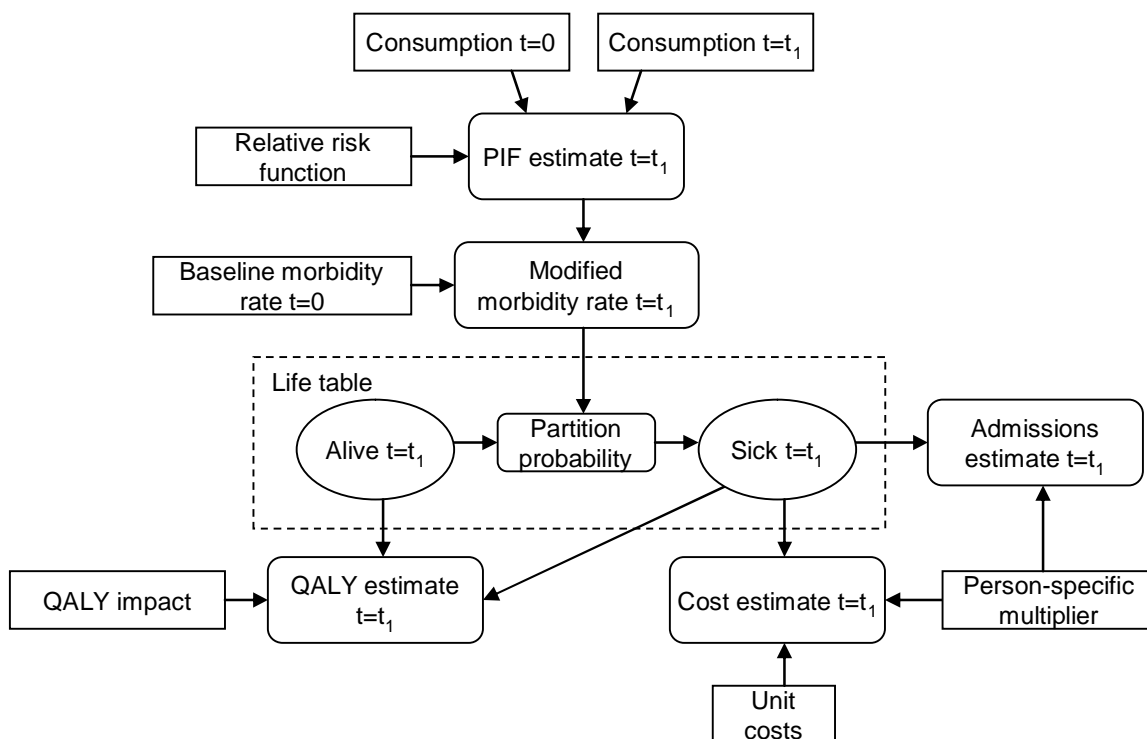 Consumption t=0
Consumption t=t₁
Relative risk
function
PIF estimate t=t₁
Baseline morbidity
rate t=0
Modified
morbidity rate t=t₁
Life table
Alive t=t₁
Partition
probability
Sick t=t₁
Admissions
estimate t=t₁
QALY impact
QALY estimate
t=t₁
Cost estimate t=t₁
Person-specific
multiplier
Unit
costs